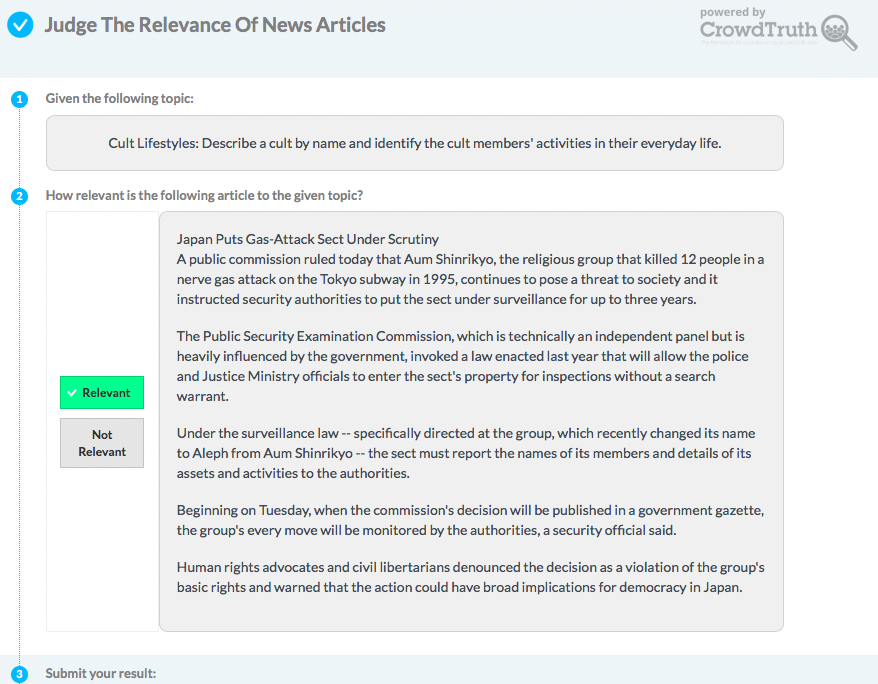 Judge The Relevance Of News Articles
powered by
CrowdTruth
1
Given the following topic:
Cult Lifestyles: Describe a cult by name and identify the cult members' activities in their everyday life.
2
How relevant is the following article to the given topic?
Relevant
Not
Relevant
Japan Puts Gas-Attack Sect Under Scrutiny
A public commission ruled today that Aum Shinrikyo, the religious group that killed 12 people in a
nerve gas attack on the Tokyo subway in 1995, continues to pose a threat to society and it
instructed security authorities to put the sect under surveillance for up to three years.
The Public Security Examination Commission, which is technically an independent panel but is
heavily influenced by the government, invoked a law enacted last year that will allow the police
and Justice Ministry officials to enter the sect's property for inspections without a search
warrant.
Under the surveillance law -- specifically directed at the group, which recently changed its name
to Aleph from Aum Shinrikyo -- the sect must report the names of its members and details of its
assets and activities to the authorities.
Beginning on Tuesday, when the commission's decision will be published in a government gazette,
the group's every move will be monitored by the authorities, a security official said.
Human rights advocates and civil libertarians denounced the decision as a violation of the group's
basic rights and warned that the action could have broad implications for democracy in Japan.
3
Submit your result: